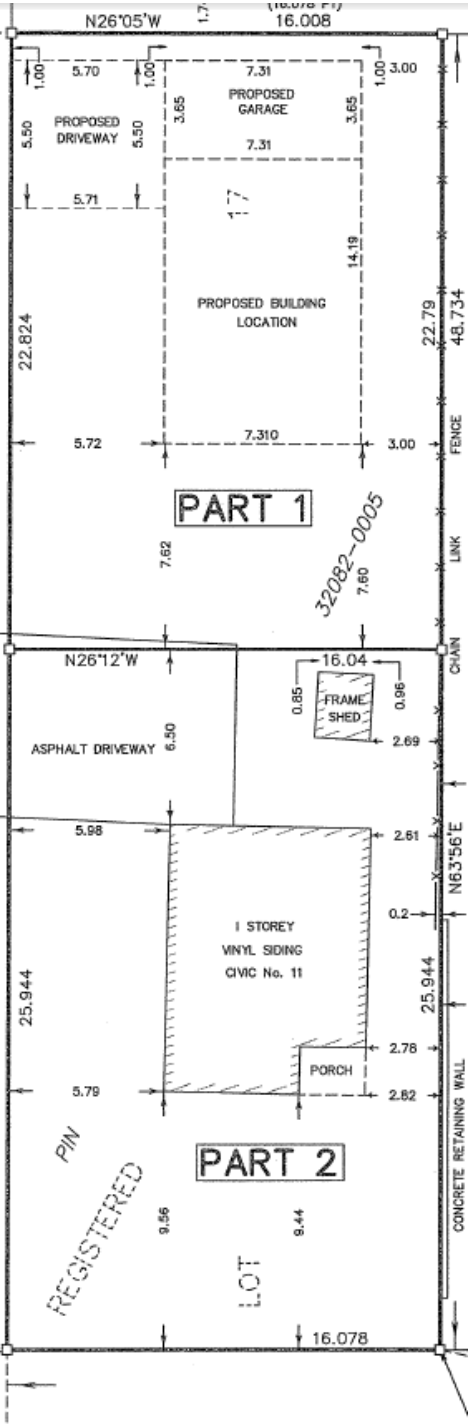 (16.078 P1)
N26°05'W
1.7
16.008
1.00
5.70
1.00
7.31
1.00
3.00
PROPOSED
GARAGE
PROPOSED
DRIVEWAY
5.50
5.50
3.65
3.65
7.31
5.71
17
14.19
PROPOSED BUILDING
LOCATION
22.824
22.79
48.734
5.72
7.310
3.00
PART 1
7.62
7.60
32082-0005
CHAIN LINK FENCE
N26°12'W
16.04
0.85
0.96
FRAME
SHED
ASPHALT DRIVEWAY
6.50
2.69
5.98
2.61
N63°56'E
0.2
1 STOREY
VINYL SIDING
CIVIC No. 11
25.944
25.944
2.78
PORCH
5.79
2.82
PIN
PART 2
REGISTERED
9.56
9.44
LOT
CONCRETE RETAINING WALL
16.078